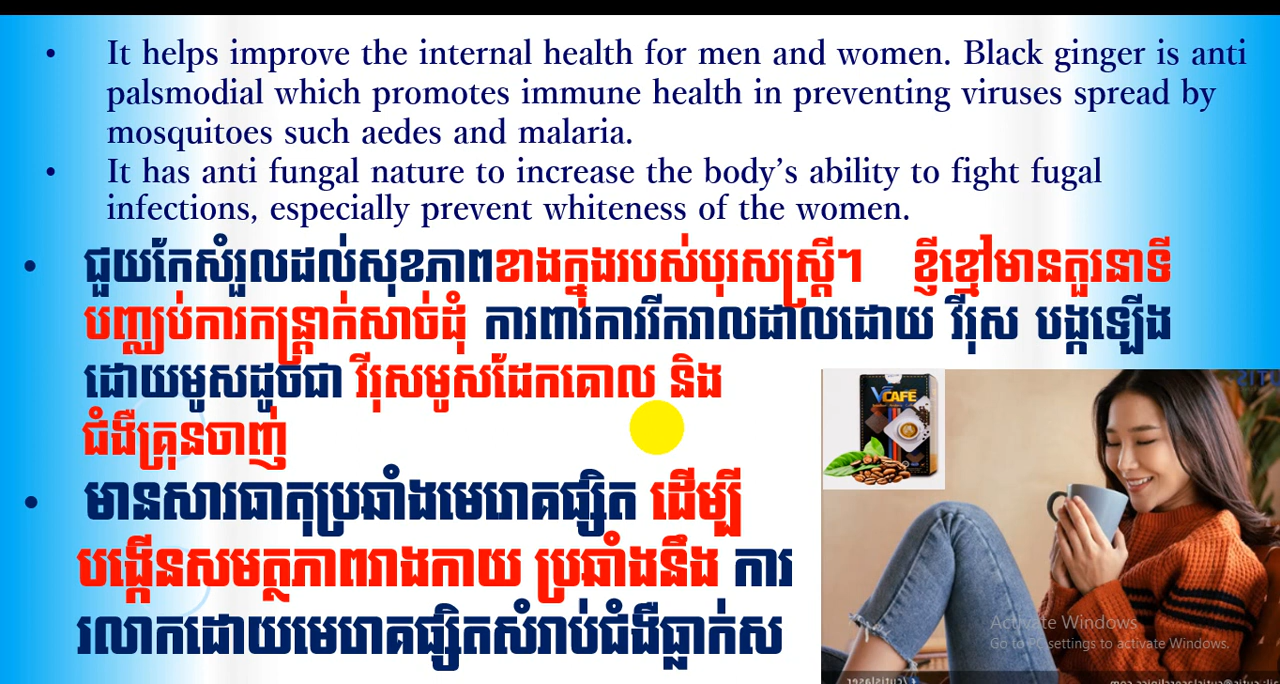 • It helps improve the internal health for men and women. Black ginger is anti
palsmodial which promotes immune health in preventing viruses spread by
mosquitoes such aedes and malaria.
• It has anti fungal nature to increase the body's ability to fight fugal
infections, especially prevent whiteness of the women.
• ជួយកែសំរួលដល់សុខភាពខាងក្នុងរបស់បុរសស្ត្រី។ ខ្ញីខ្មៅមានតួរនាទី
បញ្ឈប់ការកន្ត្រាក់សាច់ដុំ ការពារការរីករាលដាលដោយ វីរុស បង្កឡើង
ដោយមូសដូចជា វីរុសមូសដែកគោល និង
ជំងឺគ្រុនចាញ់
• មានសារធាតុប្រឆាំងមេរោគផ្សិត ដើម្បី
បង្កើនសមត្ថភាពរាងកាយ ប្រឆាំងនឹង ការ
រលាកដោយមេរោគផ្សិតសំរាប់ជំងឺធ្លាក់ស
VCAFE
Activate Windows
Go to PC settings to activate Windows.